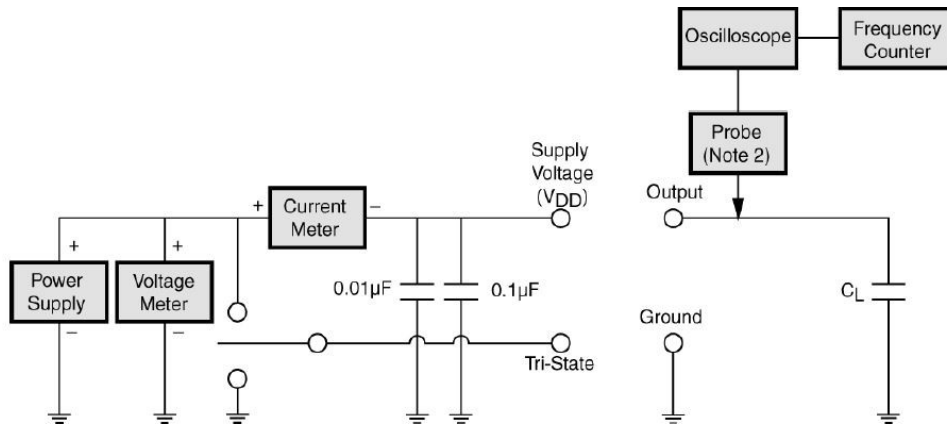 Oscilloscope
Frequency
Counter
Probe
(Note 2)
Supply
Voltage
(VDD)
Output
+
Current
Meter
−
+
Power
Supply
−
+
Voltage
Meter
−
0.01µF
0.1µF
CL
Ground
Tri-State